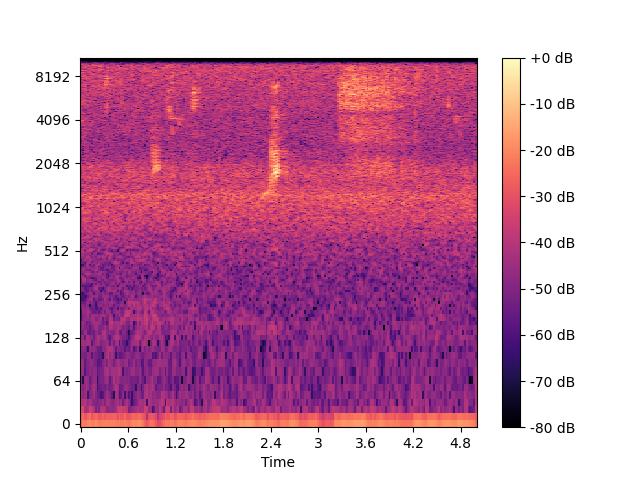 8192
4096
2048
1024
512
256
128
64
0
Hz
0 0.6 1.2 1.8 2.4 3 3.6 4.2 4.8
Time
+0 dB
-10 dB
-20 dB
-30 dB
-40 dB
-50 dB
-60 dB
-70 dB
-80 dB